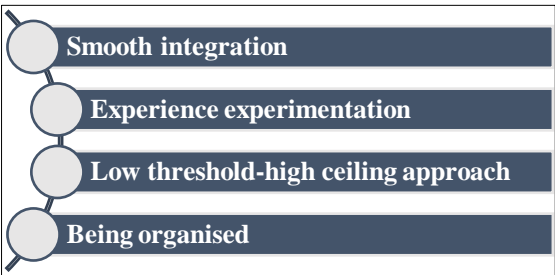 Smooth integration
Experience experimentation
Low threshold-high ceiling approach
Being organised